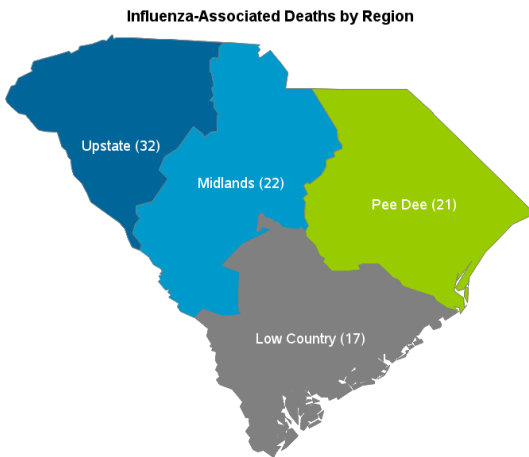 Influenza-Associated Deaths by Region
Upstate (32)
Midlands (22)
Pee Dee (21)
Low Country (17)